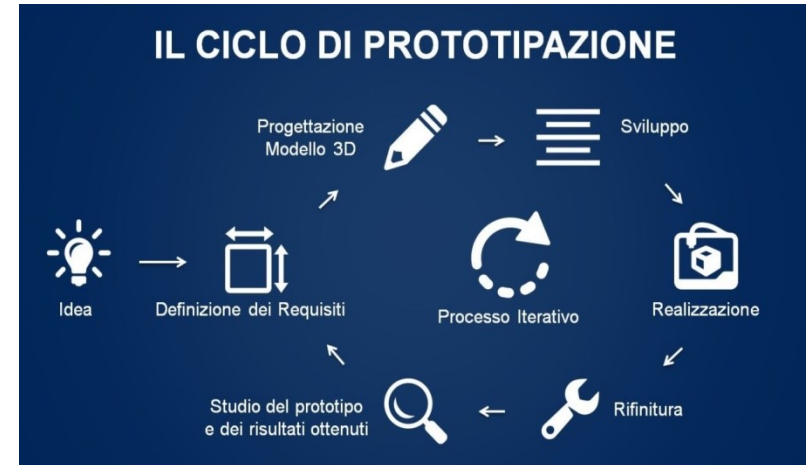 IL CICLO DI PROTOTIPAZIONE
Progettazione
Modello 3D
Sviluppo
Idea
Definizione dei Requisiti
Processo Iterativo
Realizzazione
Studio del prototipo
e dei risultati ottenuti
Rifinitura